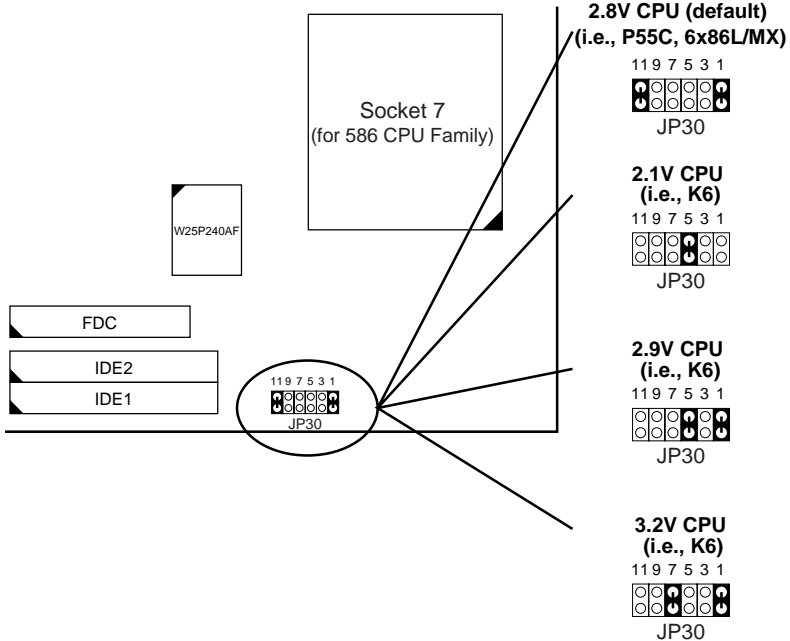 2.8V CPU (default)
(i.e., P55C, 6x86L/MX)
11 9 7 5 3 1
JP30
Socket 7
(for 586 CPU Family)
2.1V CPU
(i.e., K6)
11 9 7 5 3 1
JP30
W25P240AF
FDC
IDE2
IDE1
11 9 7 5 3 1
JP30
2.9V CPU
(i.e., K6)
11 9 7 5 3 1
JP30
3.2V CPU
(i.e., K6)
11 9 7 5 3 1
JP30